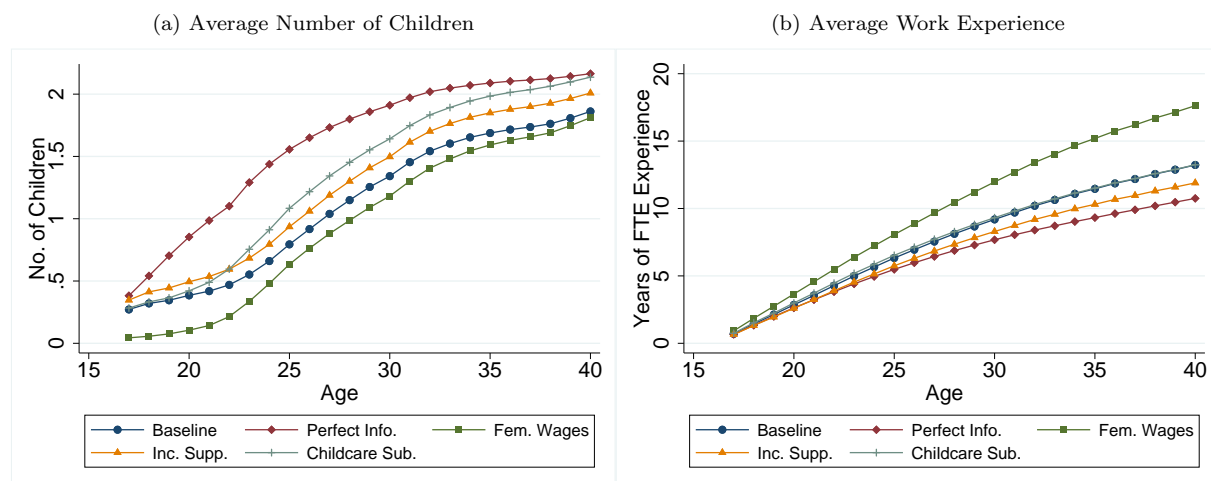 (a) Average Number of Children
No. of Children
2
1.5
1
.5
0
15 20 25 30 35 40
Age
Baseline Perfect Info. Fem. Wages
Inc. Supp. Childcare Sub.
(b) Average Work Experience
Years of FTE Experience
20
15
10
5
0
15 20 25 30 35 40
Age
Baseline Perfect Info. Fem. Wages
Inc. Supp. Childcare Sub.